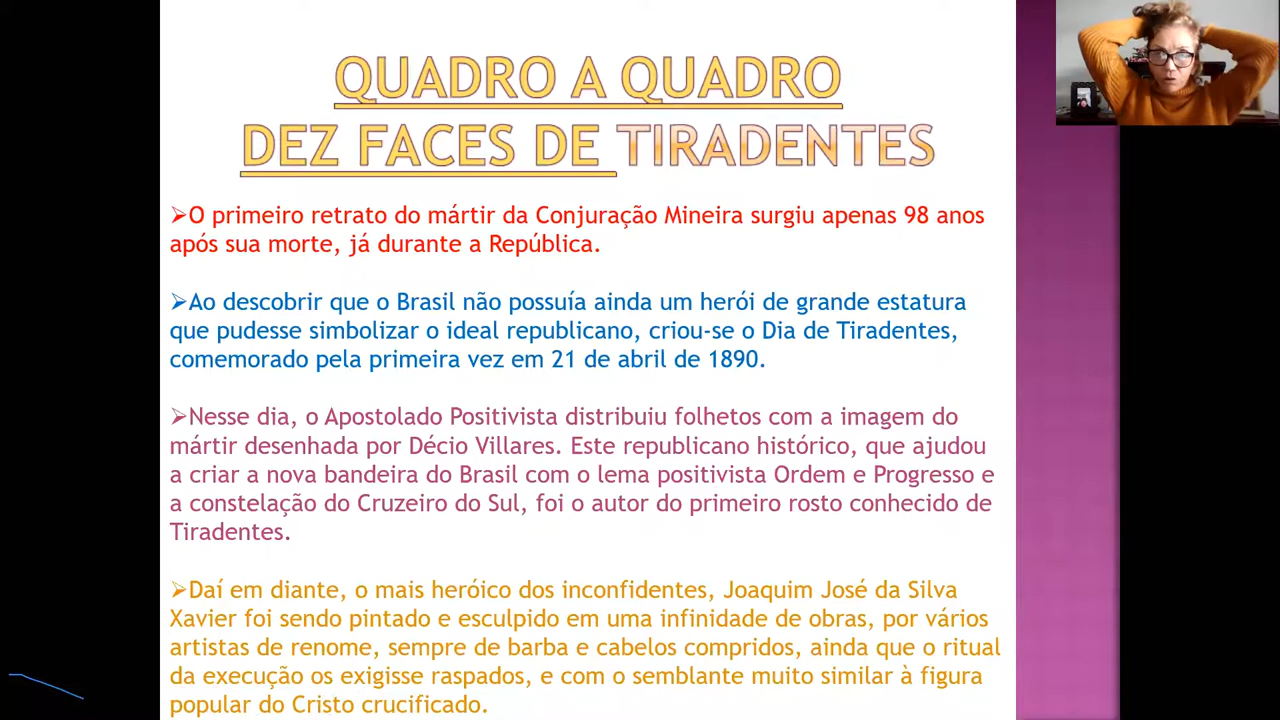 QUADRO A QUADRO
DEZ FACES DE TIRADENTES
➢O primeiro retrato do mártir da Conjuração Mineira surgiu apenas 98 anos
após sua morte, já durante a República.
➢Ao descobrir que o Brasil não possuía ainda um herói de grande estatura
que pudesse simbolizar o ideal republicano, criou-se o Dia de Tiradentes,
comemorado pela primeira vez em 21 de abril de 1890.
➢Nesse dia, o Apostolado Positivista distribuiu folhetos com a imagem do
mártir desenhada por Décio Villares. Este republicano histórico, que ajudou
a criar a nova bandeira do Brasil com o lema positivista Ordem e Progresso e
a constelação do Cruzeiro do Sul, foi o autor do primeiro rosto conhecido de
Tiradentes.
➢Daí em diante, o mais heróico dos inconfidentes, Joaquim José da Silva
Xavier foi sendo pintado e esculpido em uma infinidade de obras, por vários
artistas de renome, sempre de barba e cabelos compridos, ainda que o ritual
da execução os exigisse raspados, e com o semblante muito similar à figura
popular do Cristo crucificado.